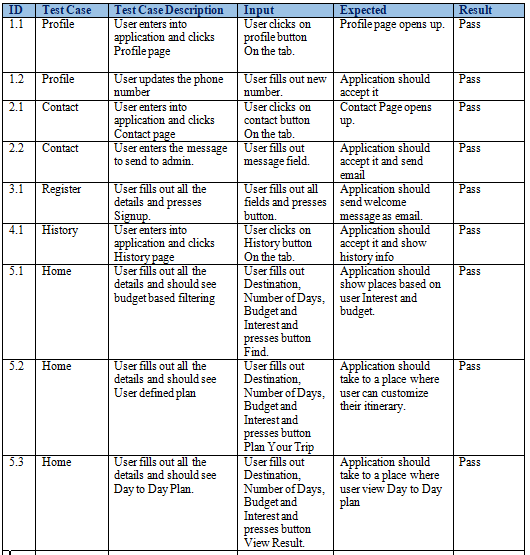 ID Test Case Test Case Description Input Expected Result
1.1 Profile User enters into User clicks on Profile page opens up. Pass
application and clicks profile button
Profile page On the tab.
1.2 Profile User updates the phone User fills out new Application should Pass
number number. accept it
2.1 Contact User enters into User clicks on Contact Page opens Pass
application and clicks contact button up.
Contact page On the tab.
2.2 Contact User enters the message User fills out Application should Pass
to send to admin. message field. accept it and send
email
3.1 Register User fills out all the User fills out all Application should Pass
details and presses fields and presses send welcome
Signup. button. message as email.
4.1 History User enters into User clicks on Application should Pass
application and clicks History button accept it and show
History page On the tab. history info
5.1 Home User fills out all the User fills out Application should Pass
details and should see Destination, show places based on
budget based filtering Number of Days, user Interest and
Budget and budget.
Interest and
presses button
Find.
5.2 Home User fills out all the User fills out Application should Pass
details and should see Destination, take to a place where
User defined plan Number of Days, user can customize
Budget and their itinerary.
Interest and
presses button
Plan Your Trip
5.3 Home User fills out all the User fills out Application should Pass
details and should see Destination, take to a place where
Day to Day Plan. Number of Days, user view Day to Day
Budget and plan
Interest and
presses button
View Result.